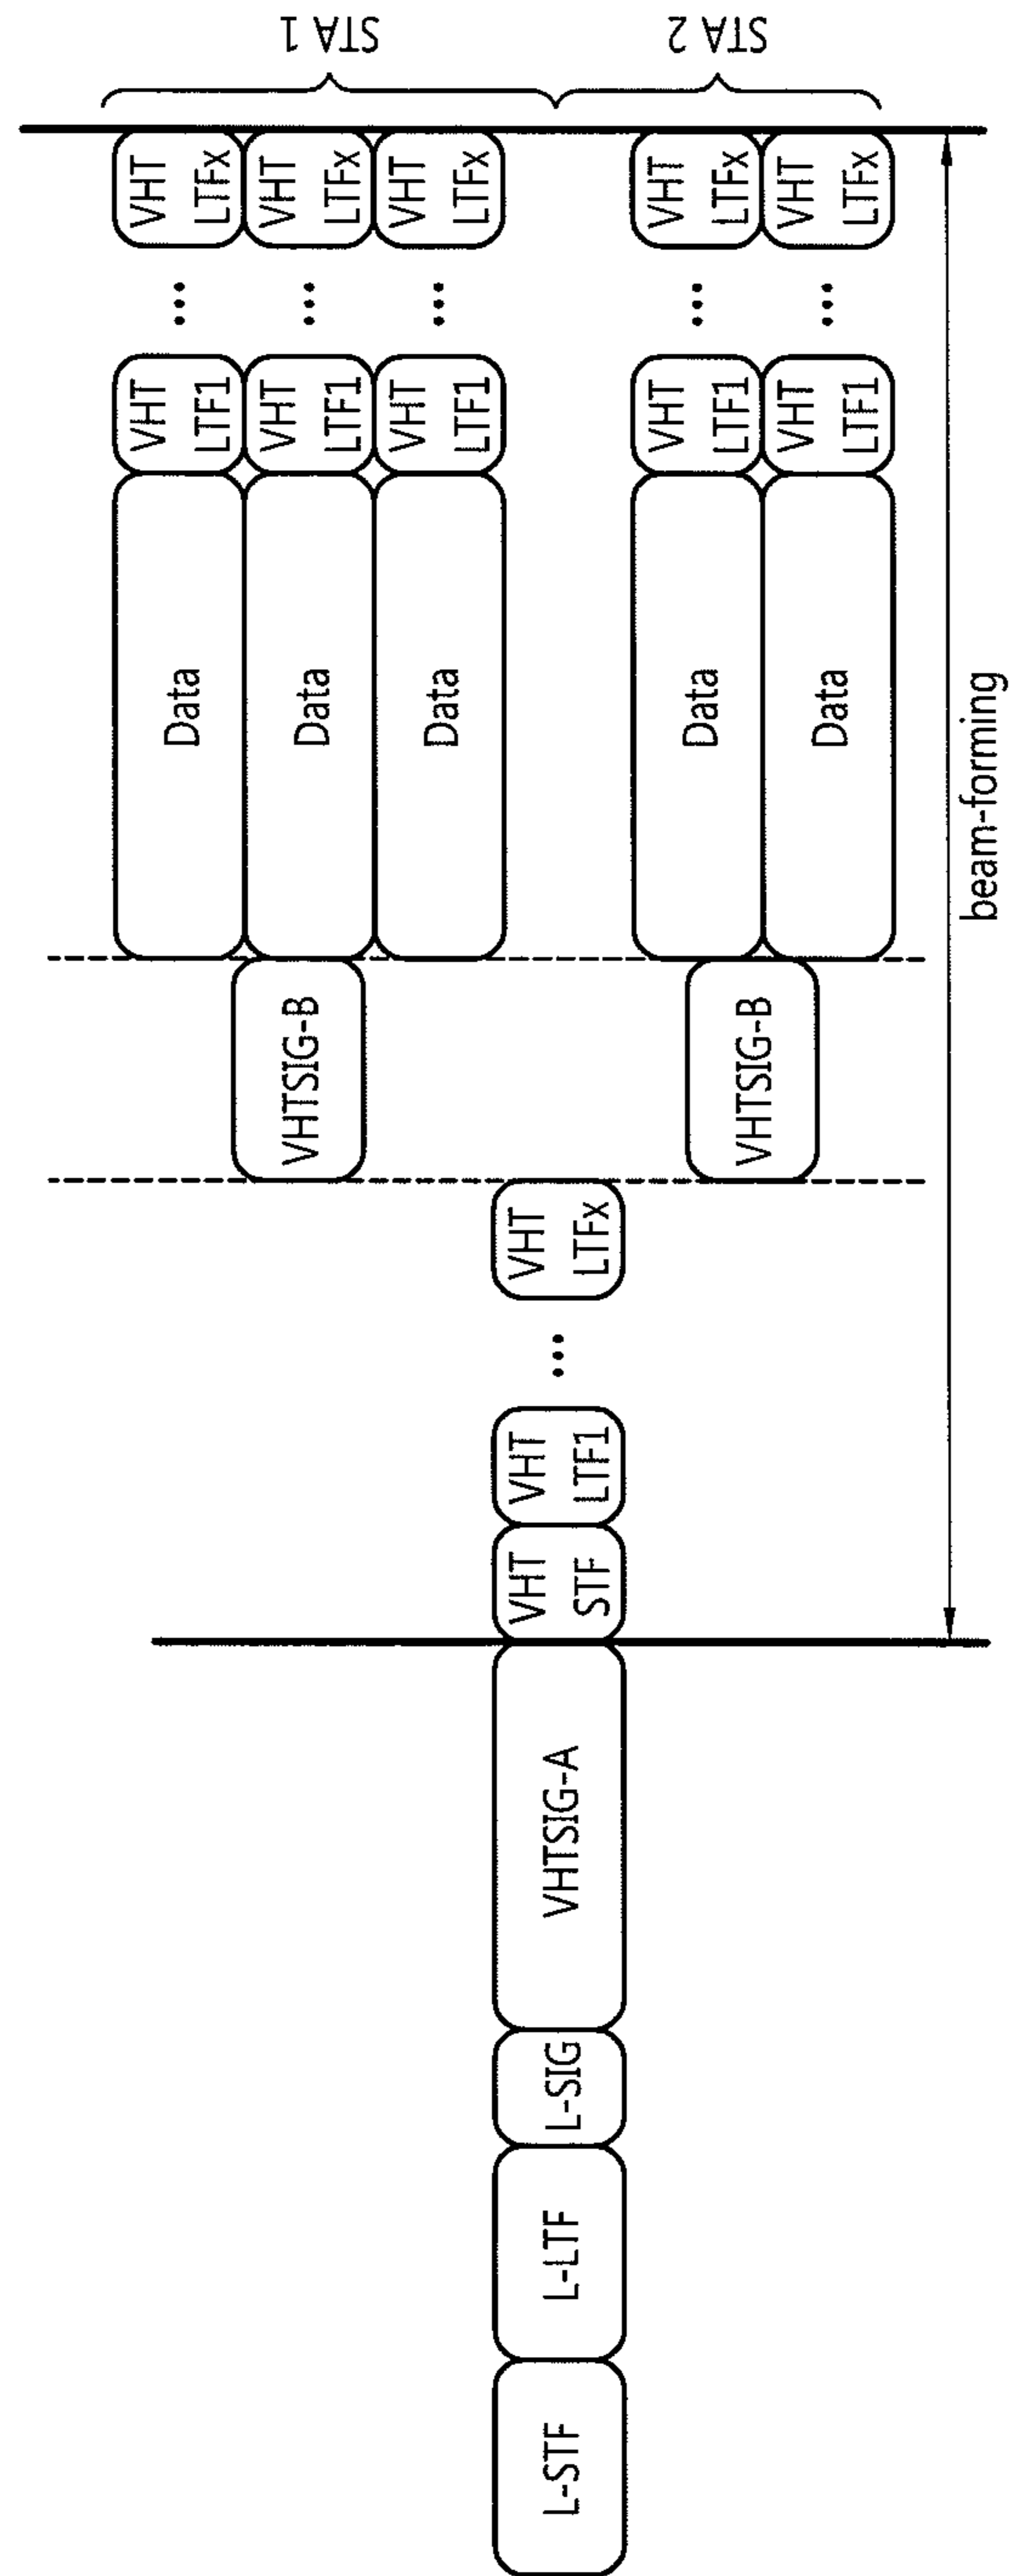 L-STF
L-LTF
L-SIG
VHTSIG-A
VHT
STF
VHT
LTF1
...
VHT
LTFx
VHTSIG-B
Data
Data
Data
VHT
LTF1
VHT
LTF1
VHT
LTF1
...
...
...
VHT
LTFx
VHT
LTFx
VHT
LTFx
STA 1
VHTSIG-B
Data
Data
VHT
LTF1
VHT
LTF1
...
...
VHT
LTFx
VHT
LTFx
STA 2
beam-forming